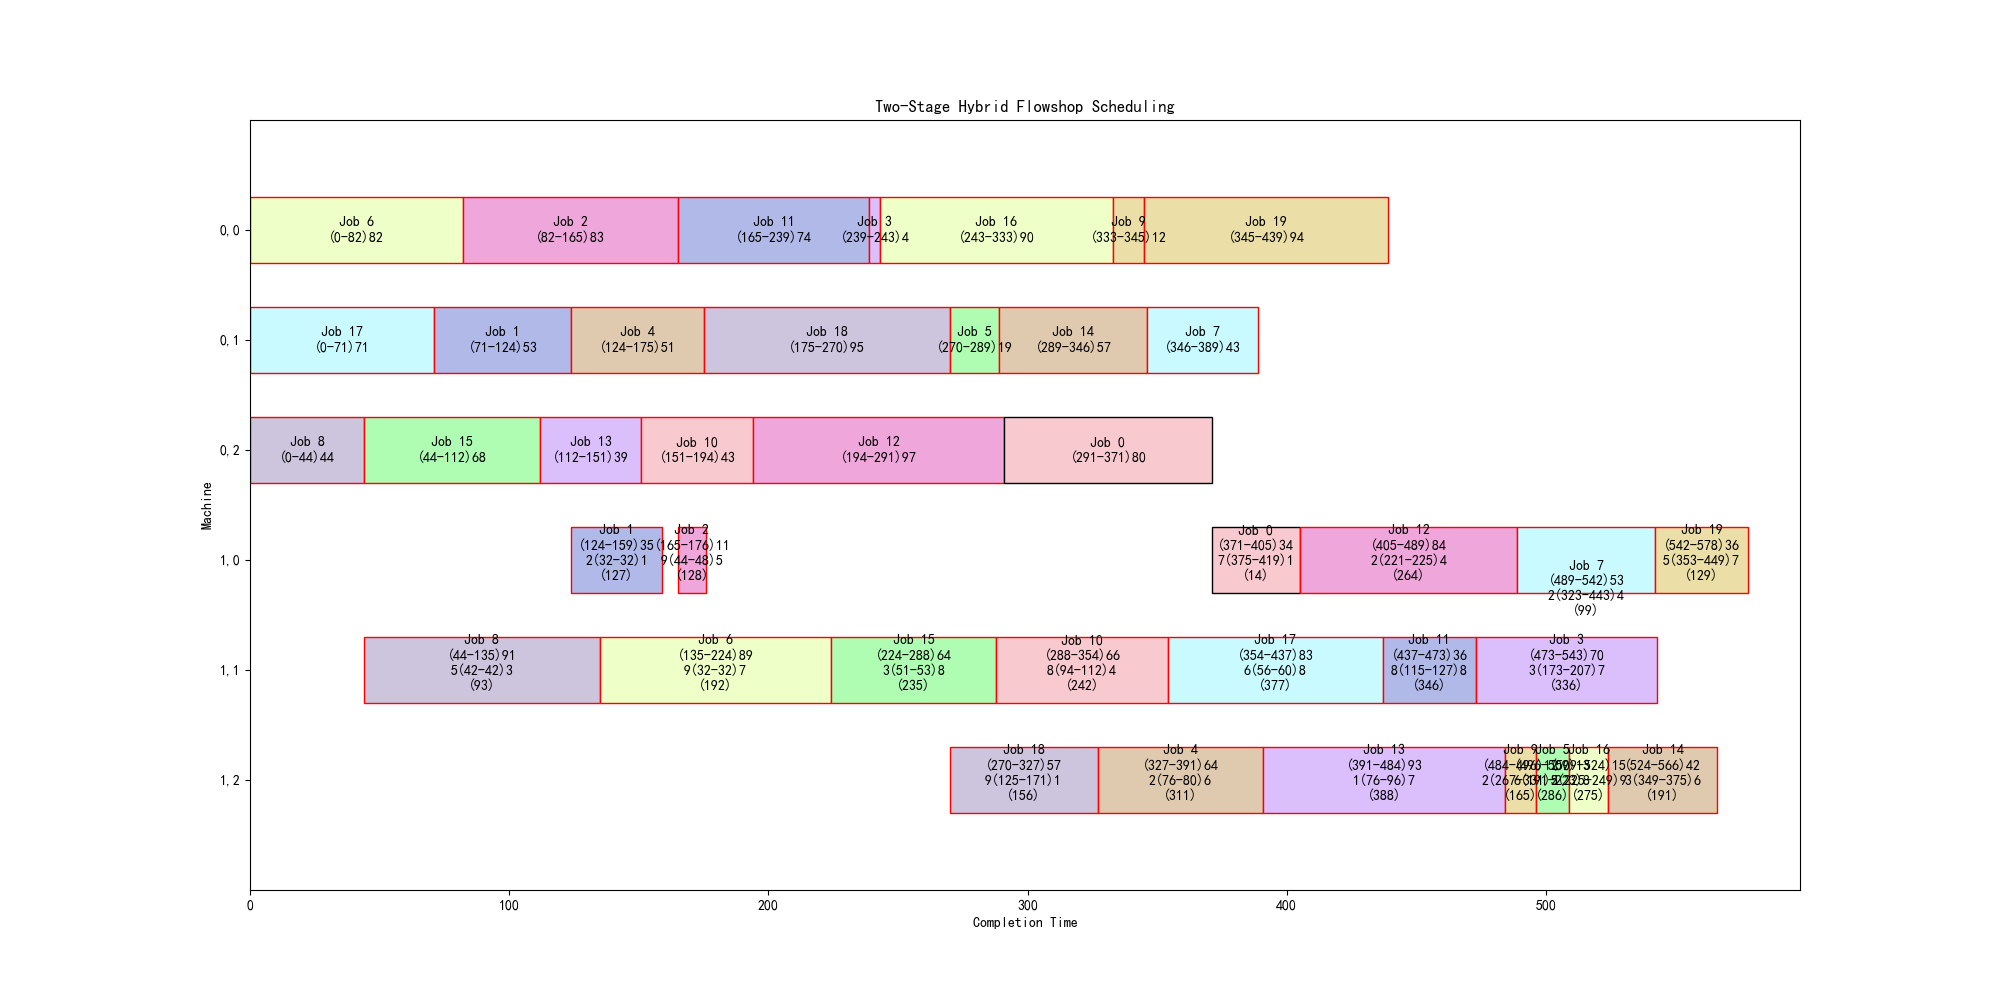 Two-Stage Hybrid Flowshop Scheduling
Machine
0,0
Job 6
(0-82)82
Job 2
(82-165)83
Job 11
(165-239)74
Job 3
(239-243)4
Job 16
(243-333)90
Job 9
(333-345)12
Job 19
(345-439)94
0,1
Job 17
(0-71)71
Job 1
(71-124)53
Job 4
(124-175)51
Job 18
(175-270)95
Job 5
(270-289)19
Job 14
(289-346)57
Job 7
(346-389)43
0,2
Job 8
(0-44)44
Job 15
(44-112)68
Job 13
(112-151)39
Job 10
(151-194)43
Job 12
(194-291)97
Job 0
(291-371)80
1,0
Job 1
(124-159)35
2(32-32)1
(127)
Job 2
(165-176)11
9(44-48)5
(128)
Job 0
(371-405)34
7(375-419)1
(14)
Job 12
(405-489)84
2(221-225)4
(264)
Job 7
(489-542)53
2(323-443)4
(99)
Job 19
(542-578)36
5(353-449)7
(129)
1,1
Job 8
(44-135)91
5(42-42)3
(93)
Job 6
(135-224)89
9(32-32)7
(192)
Job 15
(224-288)64
3(51-53)8
(235)
Job 10
(288-354)66
8(94-112)4
(242)
Job 17
(354-437)83
6(56-60)8
(377)
Job 11
(437-473)36
8(115-127)8
(346)
Job 3
(473-543)70
3(173-207)7
(336)
1,2
Job 18
(270-327)57
9(125-171)1
(156)
Job 4
(327-391)64
2(76-80)6
(311)
Job 13
(391-484)93
1(76-96)7
(388)
Job 9
(165)
Job 5
(286)
Job 16
(275)
Job 14
(524-566)42
3(349-375)6
(191)
0
100
200
300
400
500
Completion Time